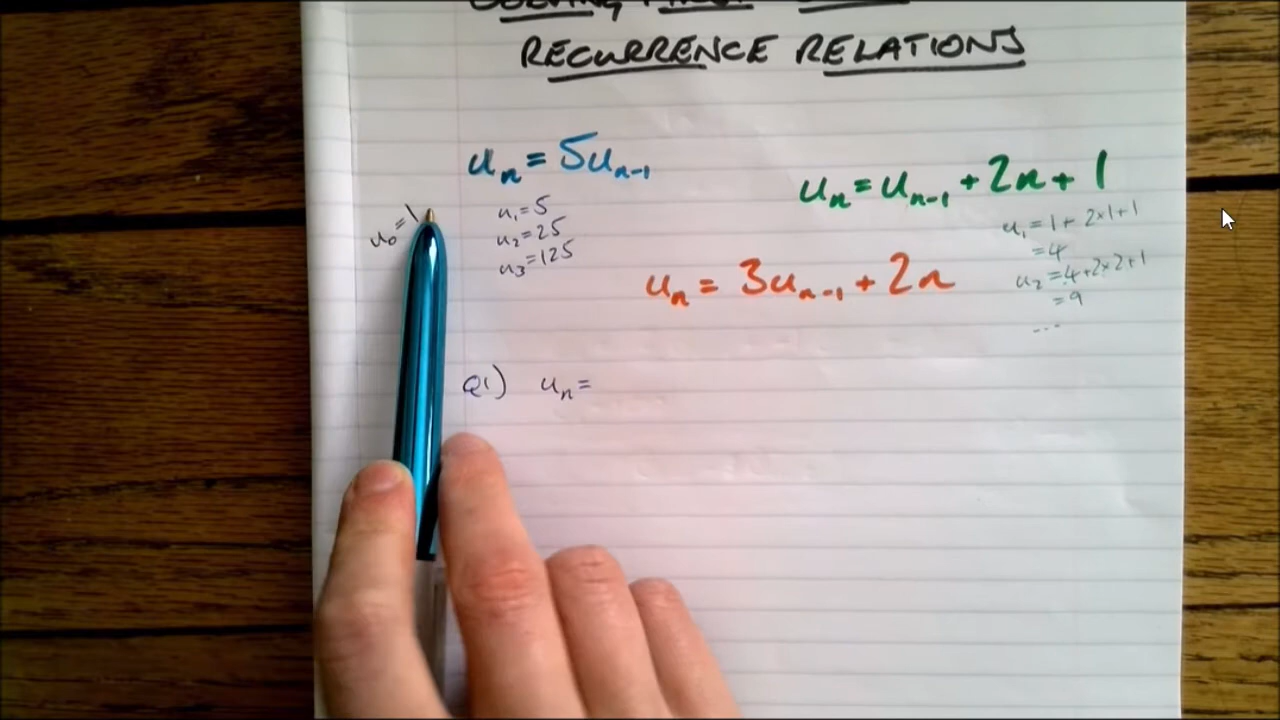 RECURRENCE RELATIONS
uₙ = 5uₙ₋₁
u₀ = 1
u₁ = 5
u₂ = 25
u₃ = 125
uₙ = uₙ₋₁ + 2n + 1
u₁ = 1 + 2×1+1
= 4
u₂ = 4+2×2+1
= 9
...
uₙ = 3uₙ₋₁ + 2n
Q1) uₙ =